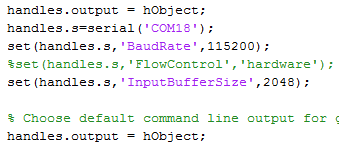 handles.output = hObject;
handles.s=serial('COM18');
set(handles.s,'BaudRate',115200);
%set(handles.s,'FlowControl','hardware');
set(handles.s,'InputBufferSize',2048);
% Choose default command line output for
handles.output = hObject;